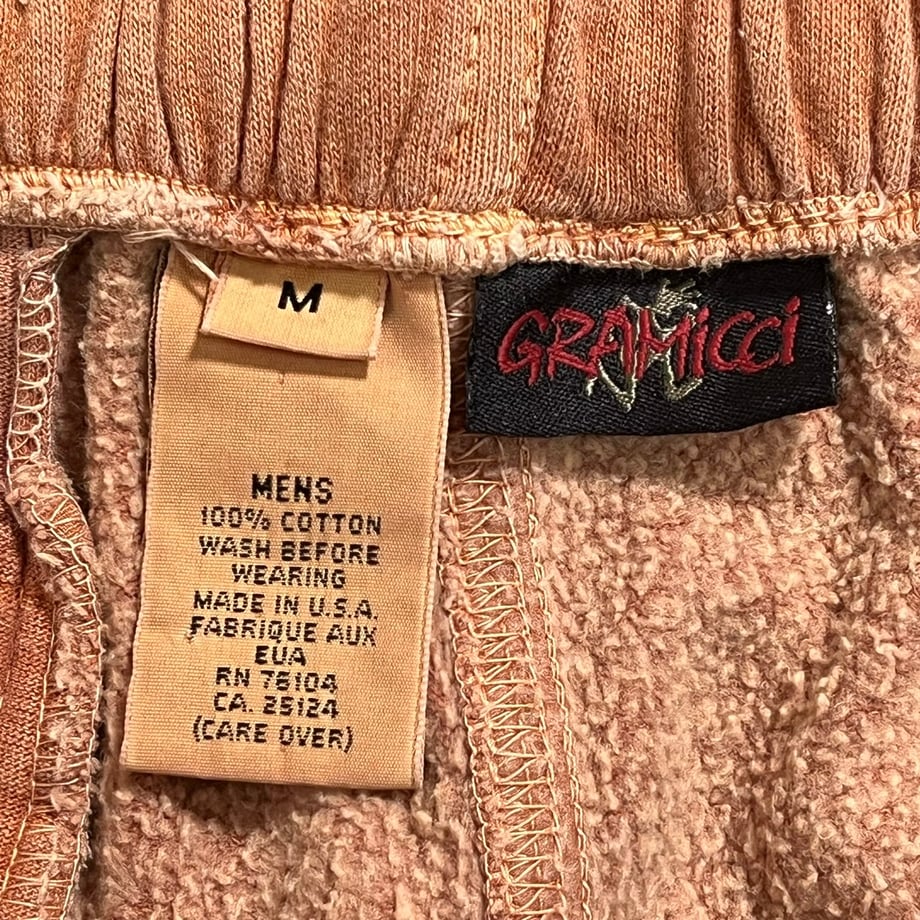 M
GRAMiCCi
MENS
100% COTTON
WASH BEFORE
WEARING
MADE IN U.S.A.
FABRIQUE AUX
EUA
RN 76104
CA. 25124
(CARE OVER)